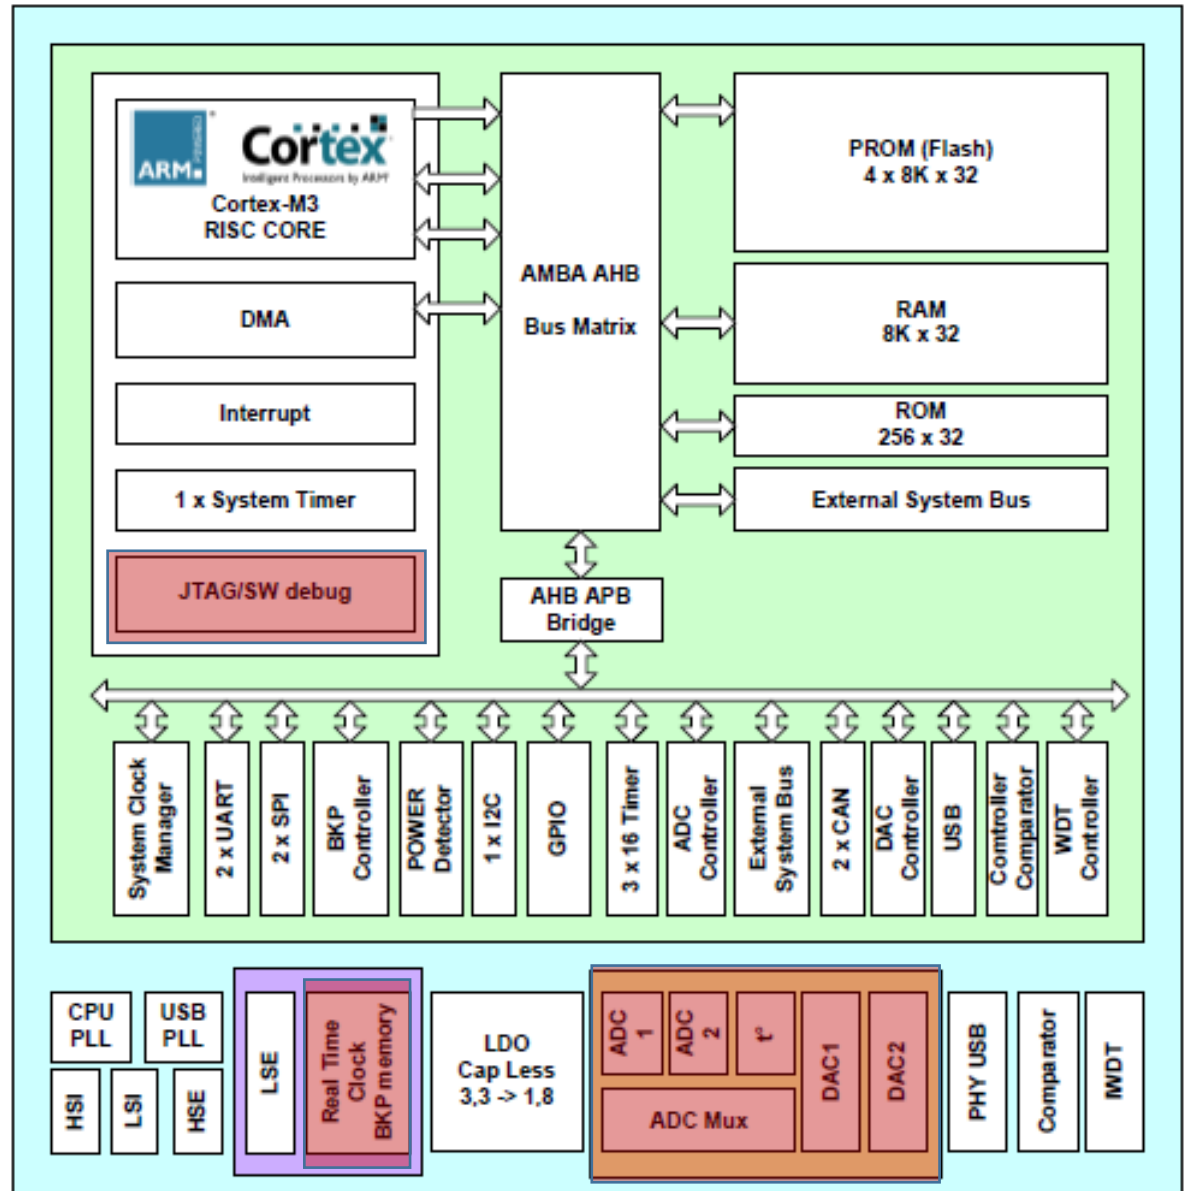 ARM
POWERED
Cortex
Intelligent Processors by ARM
Cortex-M3
RISC CORE
DMA
Interrupt
1 x System Timer
JTAG/SW debug
AMBA AHB
Bus Matrix
AHB APB
Bridge
PROM (Flash)
4 x 8K x 32
RAM
8K x 32
ROM
256 x 32
External System Bus
System Clock
Manager
2 x UART
2 x SPI
BKP
Controller
POWER
Detector
1 x I2C
GPIO
3 x 16 Timer
ADC
Controller
External
System Bus
2 x CAN
DAC
Controller
USB
Comtroller
Comparator
WDT
Controller
CPU
PLL
USB
PLL
HSI
LSI
HSE
LSE
Real Time
Clock
BKP memory
LDO
Cap Less
3,3 -> 1,8
ADC
1
ADC
2
t°
ADC Mux
DAC1
DAC2
PHY USB
Comparator
IWDT